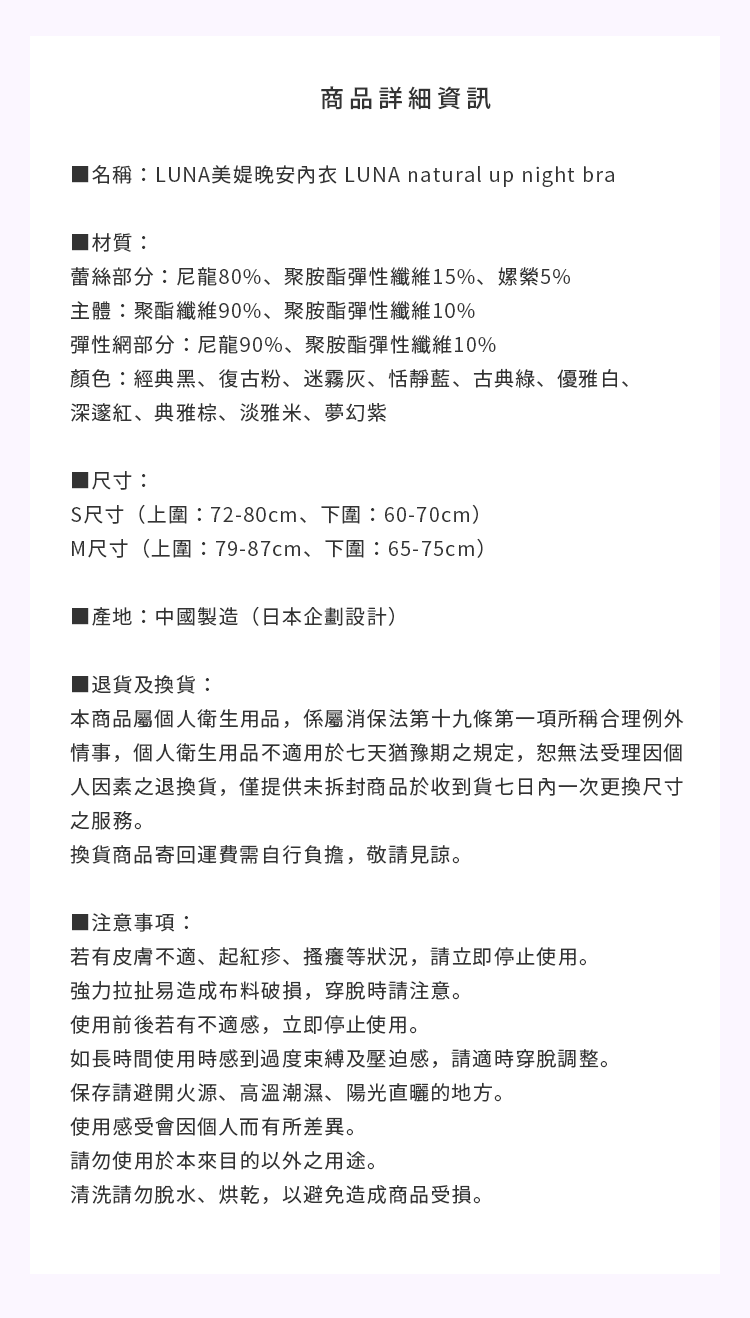 商品詳細資訊
■名稱：LUNA美媞晚安內衣 LUNA natural up night bra
■材質：
蕾絲部分：尼龍80%、聚胺酯彈性纖維15%、嫘縈5%
主體：聚酯纖維90%、聚胺酯彈性纖維10%
彈性網部分：尼龍90%、聚胺酯彈性纖維10%
顏色：經典黑、復古粉、迷霧灰、恬靜藍、古典綠、優雅白、
深邃紅、典雅棕、淡雅米、夢幻紫
■尺寸：
S尺寸（上圍：72-80cm、下圍：60-70cm）
M尺寸（上圍：79-87cm、下圍：65-75cm）
■產地：中國製造（日本企劃設計）
■退貨及換貨：
本商品屬個人衛生用品，係屬消保法第十九條第一項所稱合理例外
情事，個人衛生用品不適用於七天猶豫期之規定，恕無法受理因個
人因素之退換貨，僅提供未拆封商品於收到貨七日內一次更換尺寸
之服務。
換貨商品寄回運費需自行負擔，敬請見諒。
■注意事項：
若有皮膚不適、起紅疹、搔癢等狀況，請立即停止使用。
強力拉扯易造成布料破損，穿脫時請注意。
使用前後若有不適感，立即停止使用。
如長時間使用時感到過度束縛及壓迫感，請適時穿脫調整。
保存請避開火源、高溫潮濕、陽光直曬的地方。
使用感受會因個人而有所差異。
請勿使用於本來目的以外之用途。
清洗請勿脫水、烘乾，以避免造成商品受損。